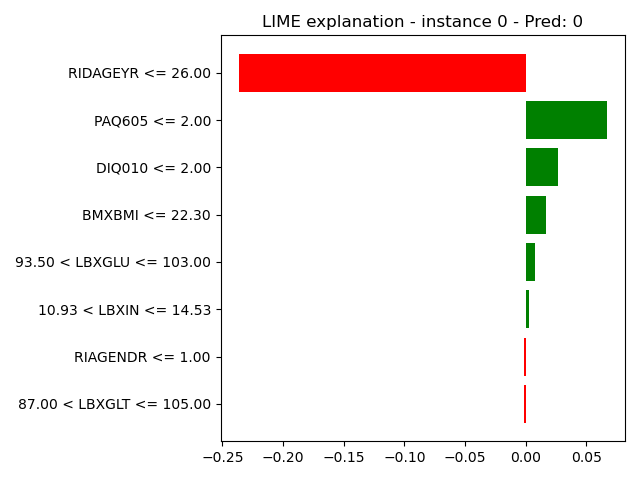 LIME explanation - instance 0 - Pred: 0
RIDAGEYR <= 26.00
PAQ605 <= 2.00
DIQ010 <= 2.00
BMXBMI <= 22.30
93.50 < LBXGLU <= 103.00
10.93 < LBXIN <= 14.53
RIAGENDR <= 1.00
87.00 < LBXGLT <= 105.00
−0.25 −0.20 −0.15 −0.10 −0.05 0.00 0.05